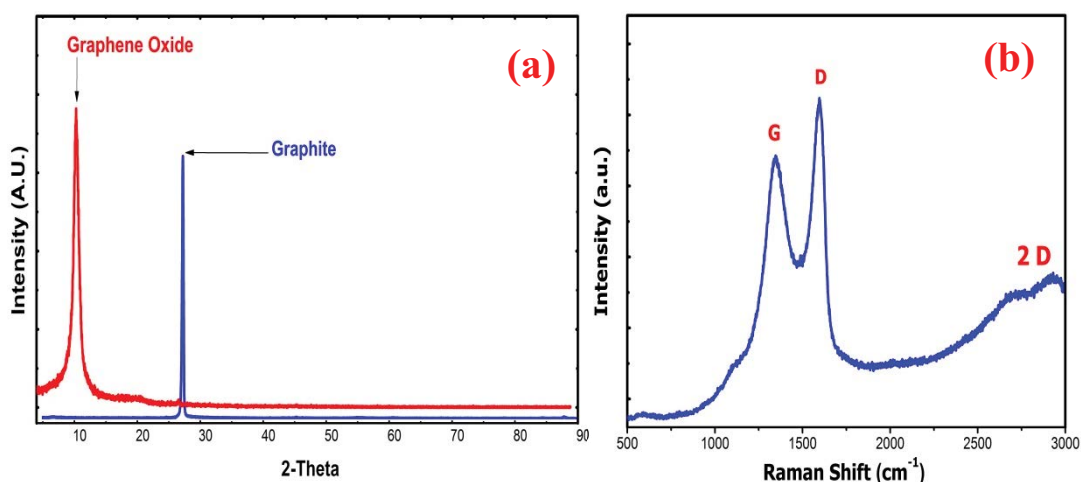 Graphene Oxide
(a)
Graphite
Intensity (A.U.)
10 20 30 40 50 60 70 80 90
2-Theta
(b)
D
G
2 D
Intensity (a.u.)
500 1000 1500 2000 2500 3000
Raman Shift (cm⁻¹)